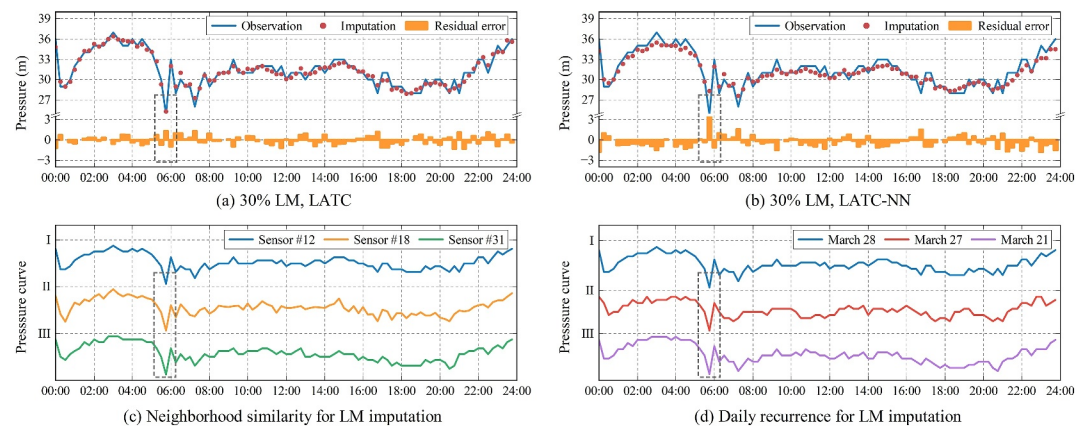 Observation Imputation Residual error
Pressure (m)
39
36
33
30
27
3
0
−3
00:00 02:00 04:00 06:00 08:00 10:00 12:00 14:00 16:00 18:00 20:00 22:00 24:00
(a) 30% LM, LATC
Observation Imputation Residual error
Pressure (m)
39
36
33
30
27
3
0
−3
00:00 02:00 04:00 06:00 08:00 10:00 12:00 14:00 16:00 18:00 20:00 22:00 24:00
(b) 30% LM, LATC-NN
Sensor #12 Sensor #18 Sensor #31
Presssure curve
I
II
III
00:00 02:00 04:00 06:00 08:00 10:00 12:00 14:00 16:00 18:00 20:00 22:00 24:00
(c) Neighborhood similarity for LM imputation
March 28 March 27 March 21
Presssure curve
I
II
III
00:00 02:00 04:00 06:00 08:00 10:00 12:00 14:00 16:00 18:00 20:00 22:00 24:00
(d) Daily recurrence for LM imputation